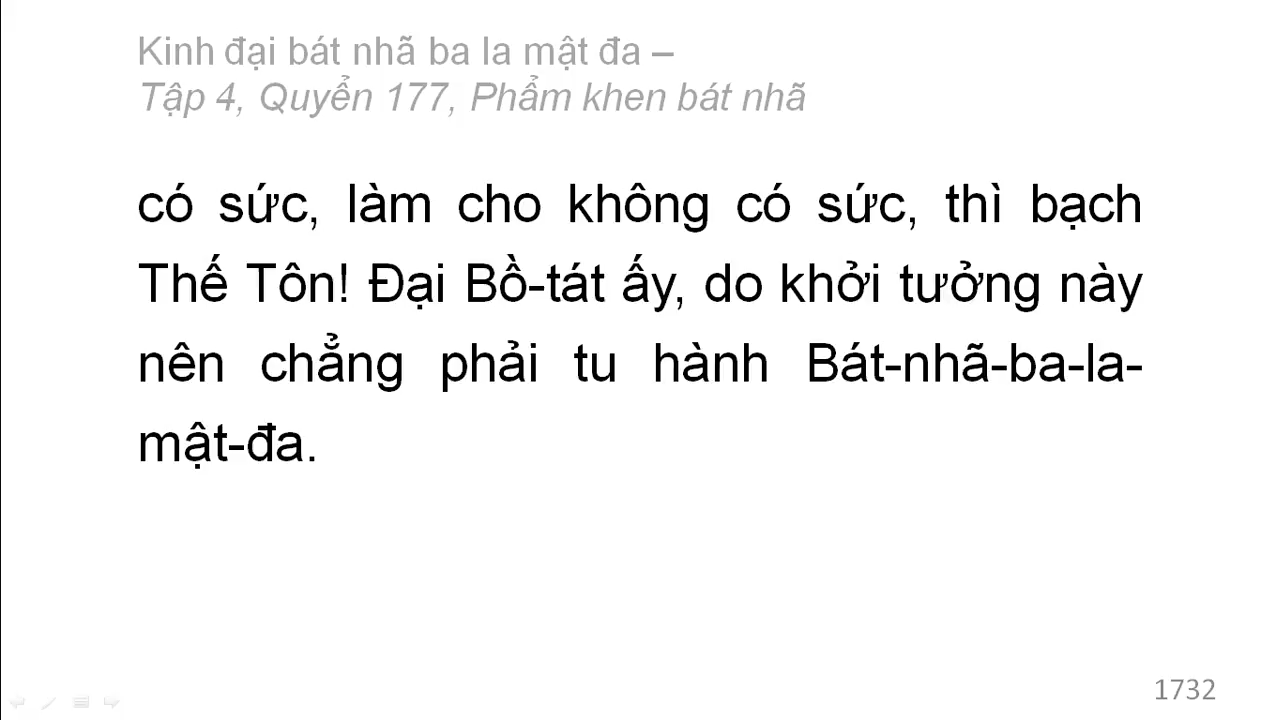 Kinh đại bát nhã ba la mật đa –
Tập 4, Quyển 177, Phẩm khen bát nhã
có sức, làm cho không có sức, thì bạch
Thế Tôn! Đại Bồ-tát ấy, do khởi tưởng này
nên chẳng phải tu hành Bát-nhã-ba-la-
mật-đa.
1732